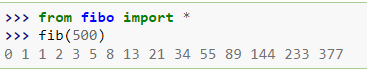 >>> from fibo import *
>>> fib(500)
0 1 1 2 3 5 8 13 21 34 55 89 144 233 377